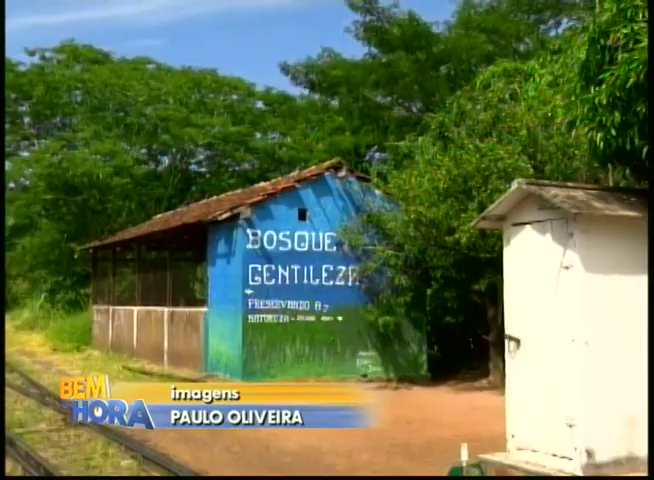 BOSQUE
GENTILEZA
PRESERVANDO A
NATUREZA
BEM
HORA
imagens
PAULO OLIVEIRA